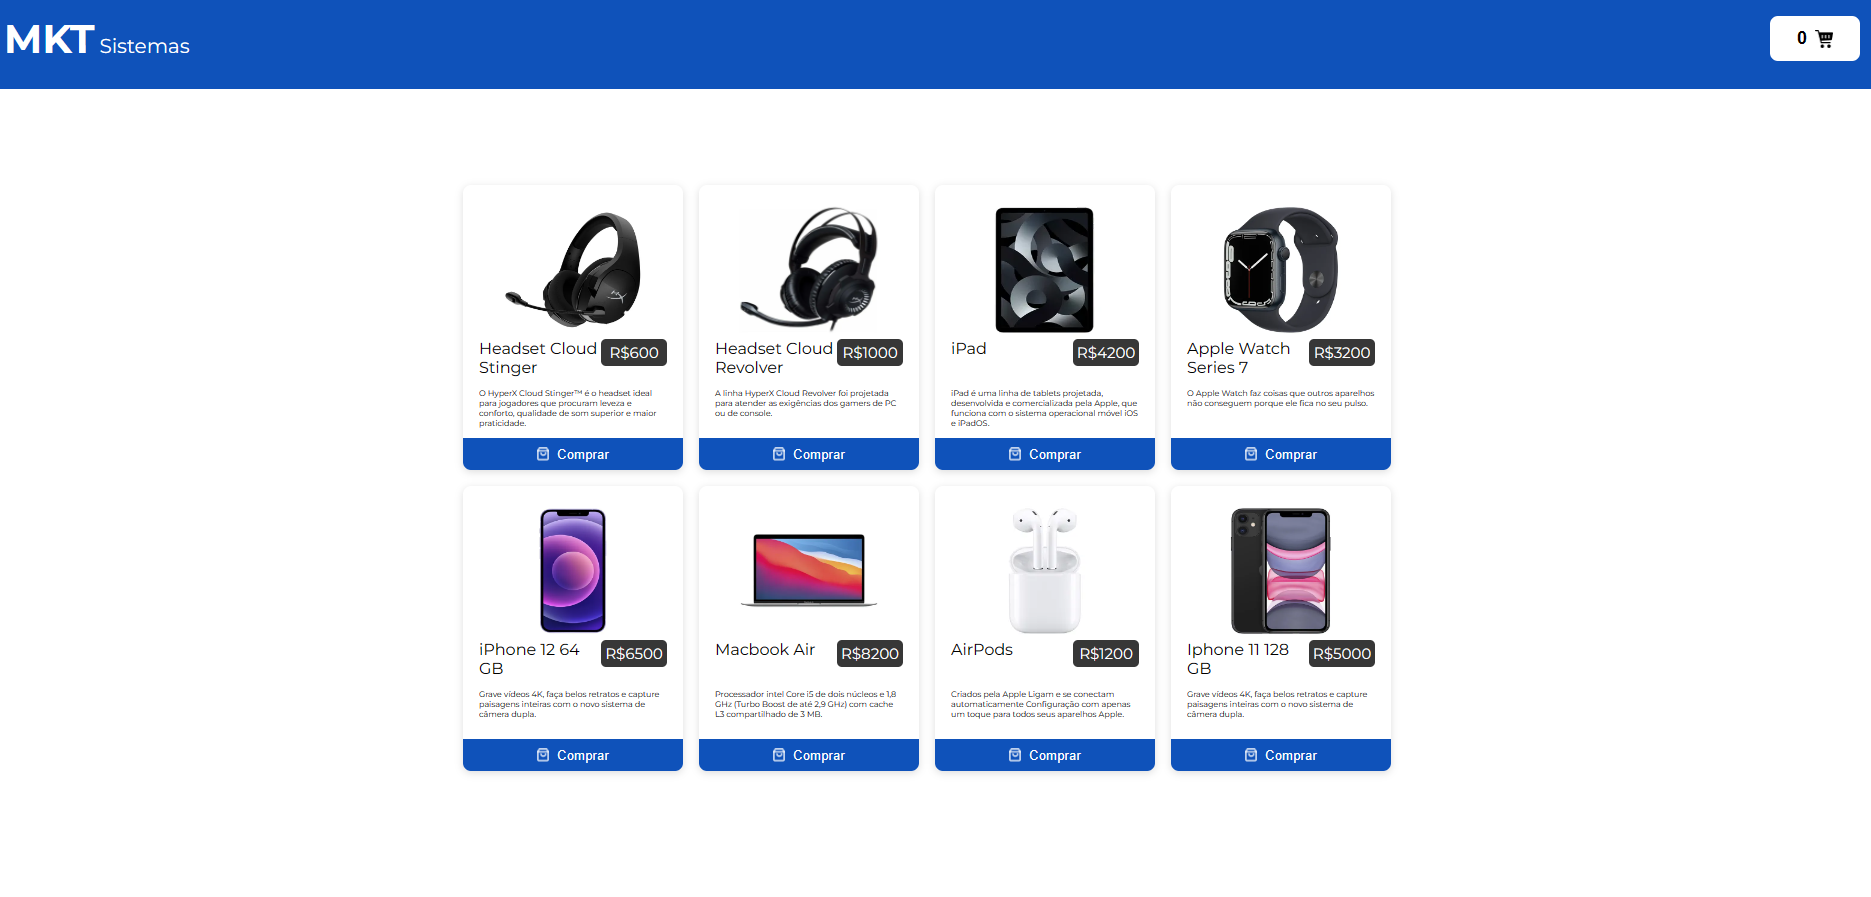 MKT Sistemas
0
Headset Cloud
Stinger
R$600
O HyperX Cloud Stinger™ é o headset ideal
para jogadores que procuram leveza e
conforto, qualidade de som superior e maior
praticidade.
Comprar
Headset Cloud
Revolver
R$1000
A linha HyperX Cloud Revolver foi projetada
para atender as exigências dos gamers de PC
ou de console.
Comprar
iPad
R$4200
iPad é uma linha de tablets projetada,
desenvolvida e comercializada pela Apple, que
funciona com o sistema operacional móvel iOS
e iPadOS.
Comprar
Apple Watch
Series 7
R$3200
O Apple Watch faz coisas que outros aparelhos
não conseguem porque ele fica no seu pulso.
Comprar
iPhone 12 64
GB
R$6500
Grave vídeos 4K, faça belos retratos e capture
paisagens inteiras com o novo sistema de
câmera dupla.
Comprar
Macbook Air
R$8200
Processador intel Core i5 de dois núcleos e 1,8
GHz (Turbo Boost de até 2,9 GHz) com cache
L3 compartilhado de 3 MB.
Comprar
AirPods
R$1200
Criados pela Apple Ligam e se conectam
automaticamente Configuração com apenas
um toque para todos seus aparelhos Apple.
Comprar
Iphone 11 128
GB
R$5000
Grave vídeos 4K, faça belos retratos e capture
paisagens inteiras com o novo sistema de
câmera dupla.
Comprar